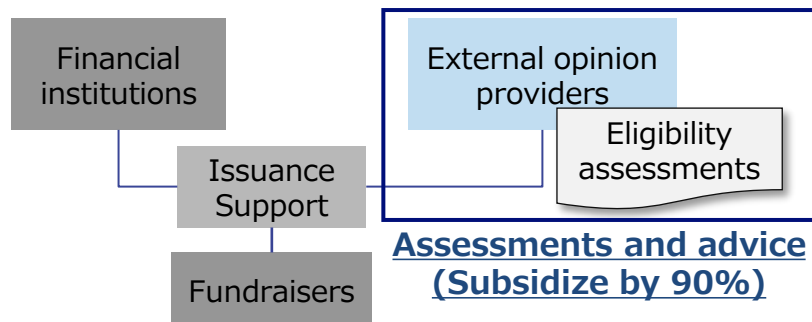 Financial
institutions
External opinion
providers
Eligibility
assessments
Issuance
Support
Assessments and advice
(Subsidize by 90%)
Fundraisers